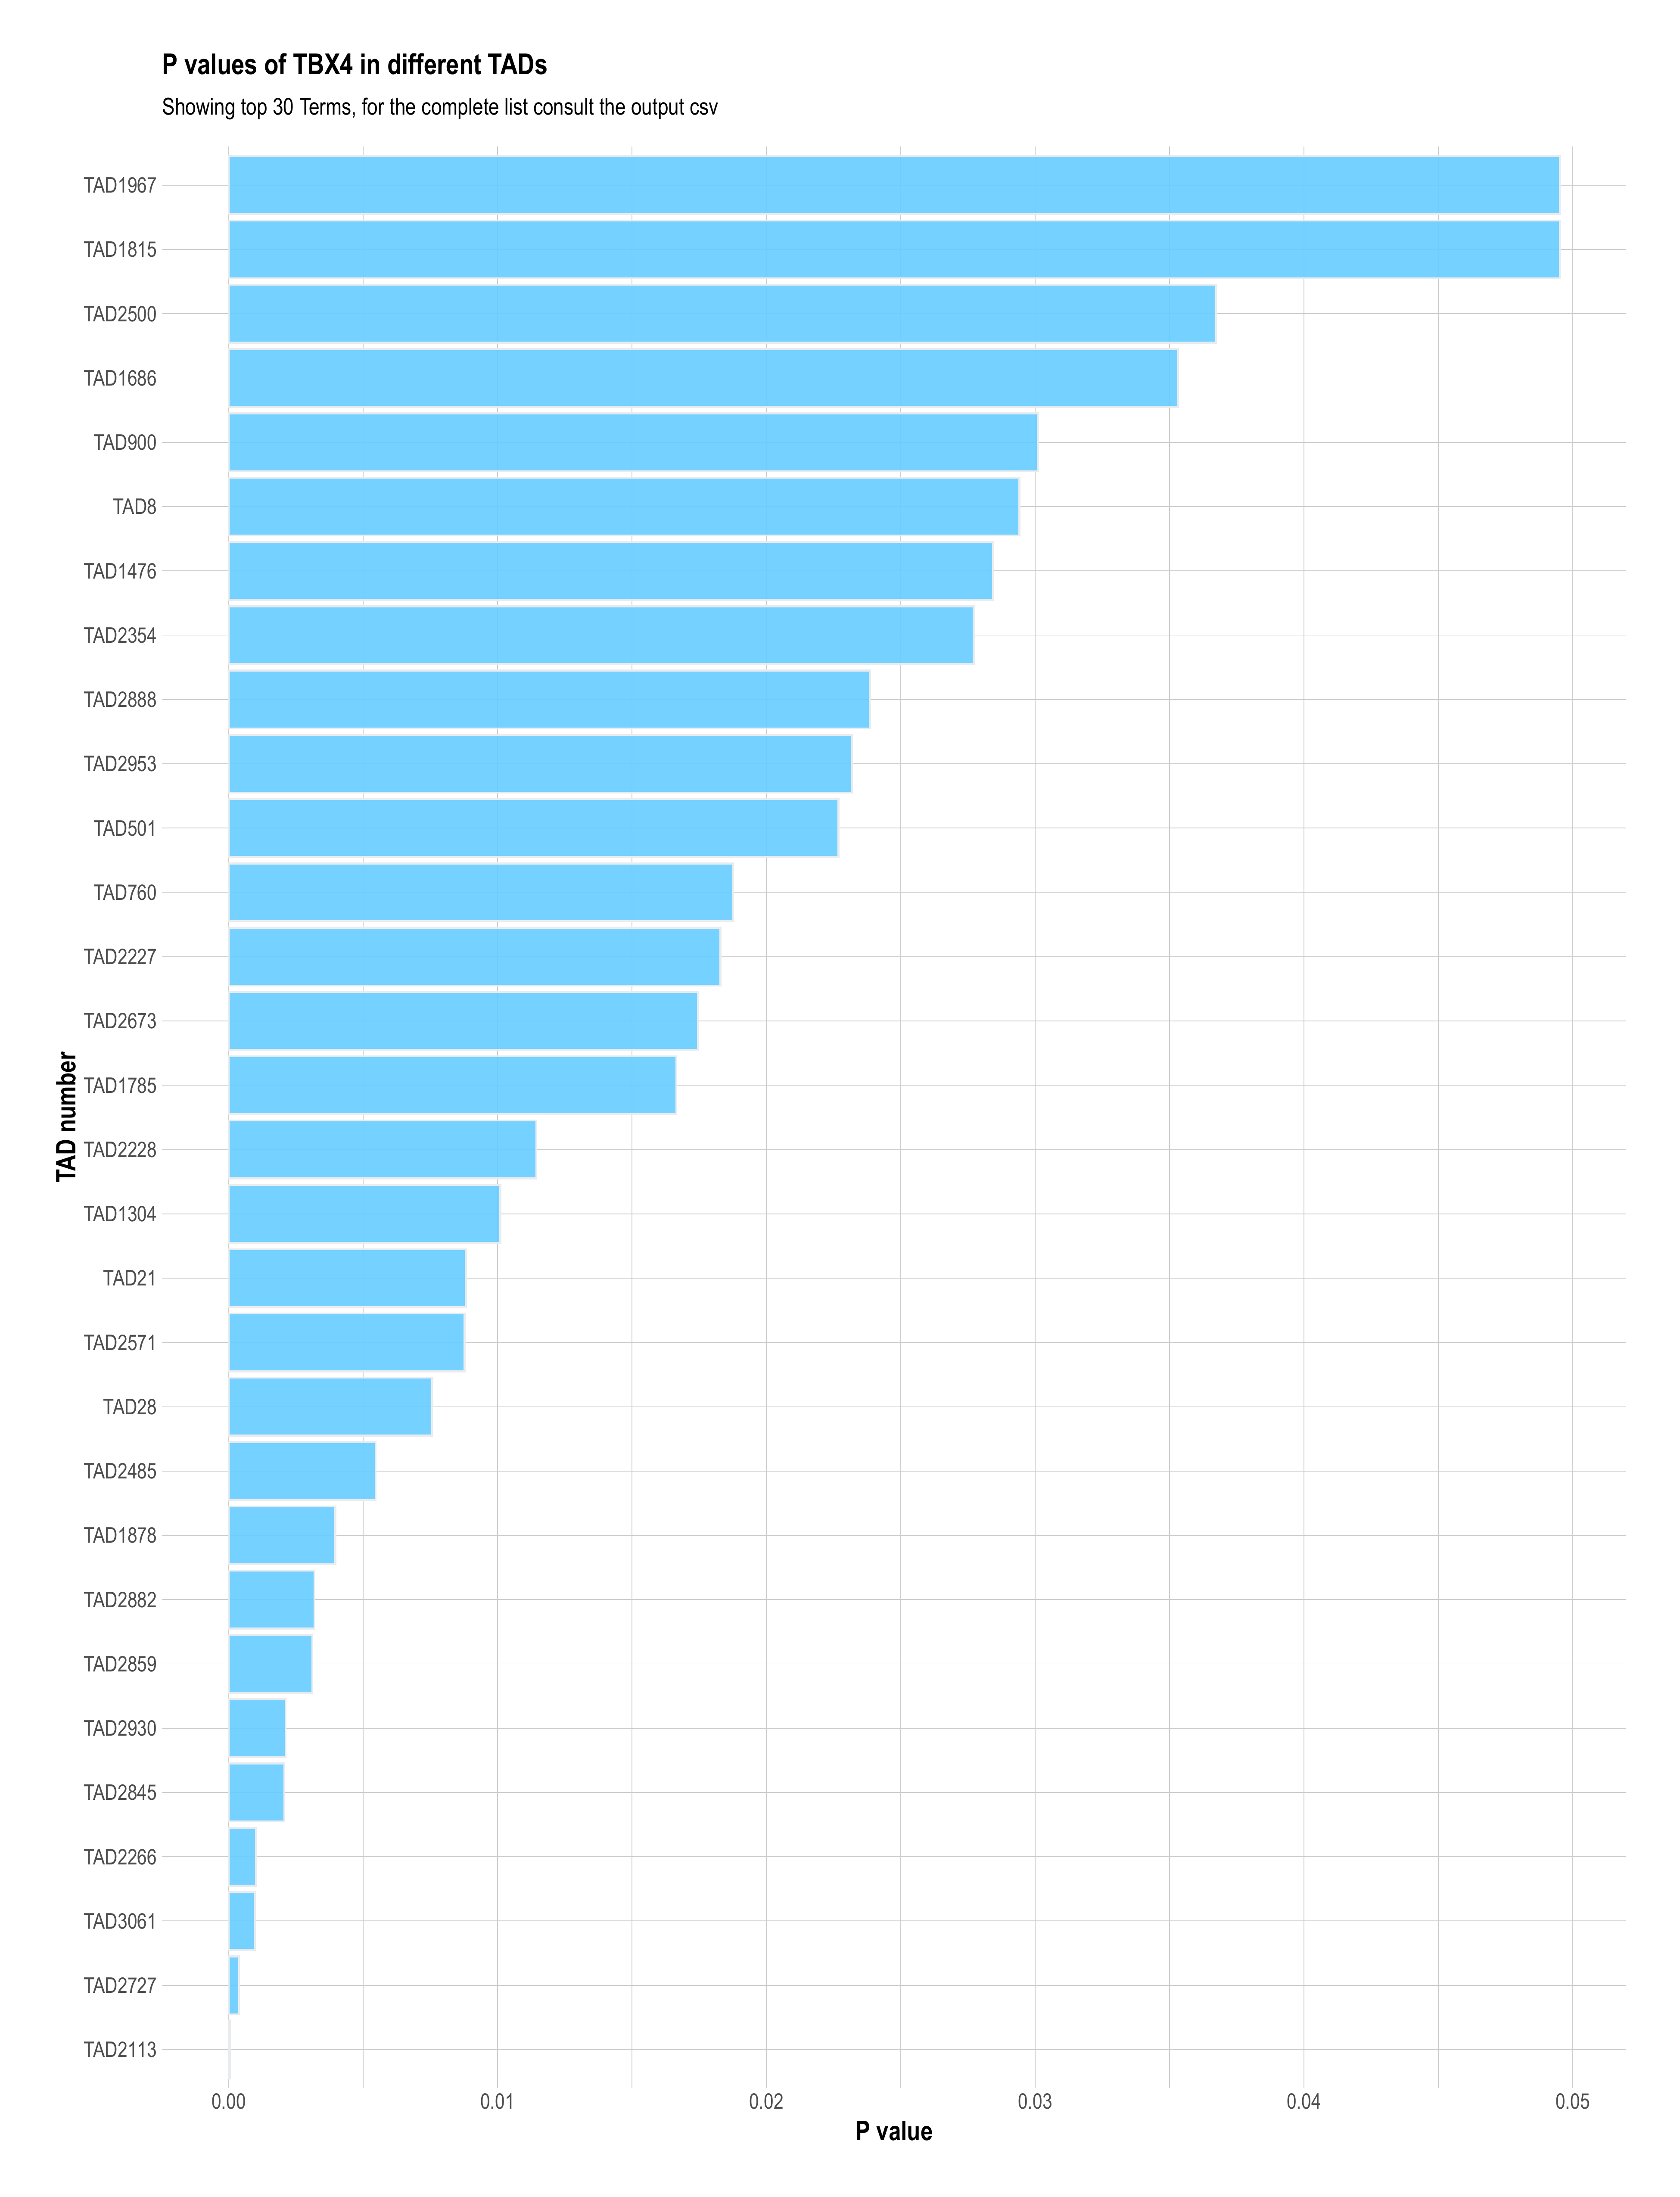 P values of TBX4 in different TADs
Showing top 30 Terms, for the complete list consult the output csv
TAD number
TAD1967
TAD1815
TAD2500
TAD1686
TAD900
TAD8
TAD1476
TAD2354
TAD2888
TAD2953
TAD501
TAD760
TAD2227
TAD2673
TAD1785
TAD2228
TAD1304
TAD21
TAD2571
TAD28
TAD2485
TAD1878
TAD2882
TAD2859
TAD2930
TAD2845
TAD2266
TAD3061
TAD2727
TAD2113
0.00 0.01 0.02 0.03 0.04 0.05
P value